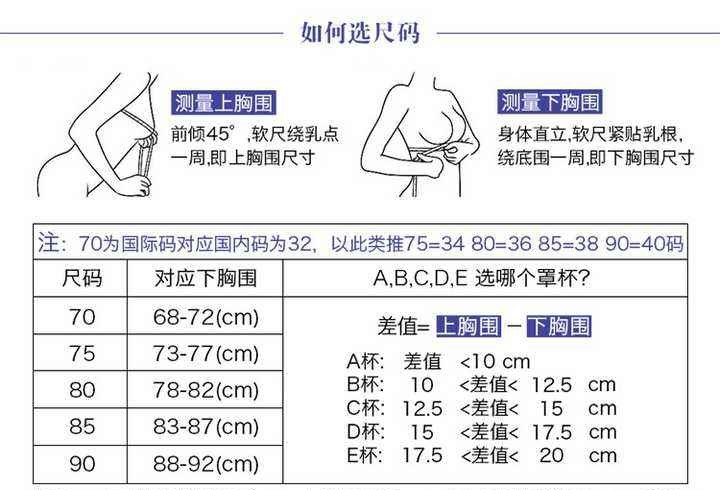 如何选尺码
测量上胸围
前倾45°,软尺绕乳点
一周,即上胸围尺寸
测量下胸围
身体直立,软尺紧贴乳根,
绕底围一周,即下胸围尺寸
注: 70为国际码对应国内码为32, 以此类推75=34 80=36 85=38 90=40码
尺码 对应下胸围 A,B,C,D,E 选哪个罩杯?
70 68-72(cm)
75 73-77(cm)
80 78-82(cm)
85 83-87(cm)
90 88-92(cm)
差值= 上胸围 – 下胸围
A杯: 差值 <10 cm
B杯: 10 <差值< 12.5 cm
C杯: 12.5 <差值< 15 cm
D杯: 15 <差值< 17.5 cm
E杯: 17.5 <差值< 20 cm